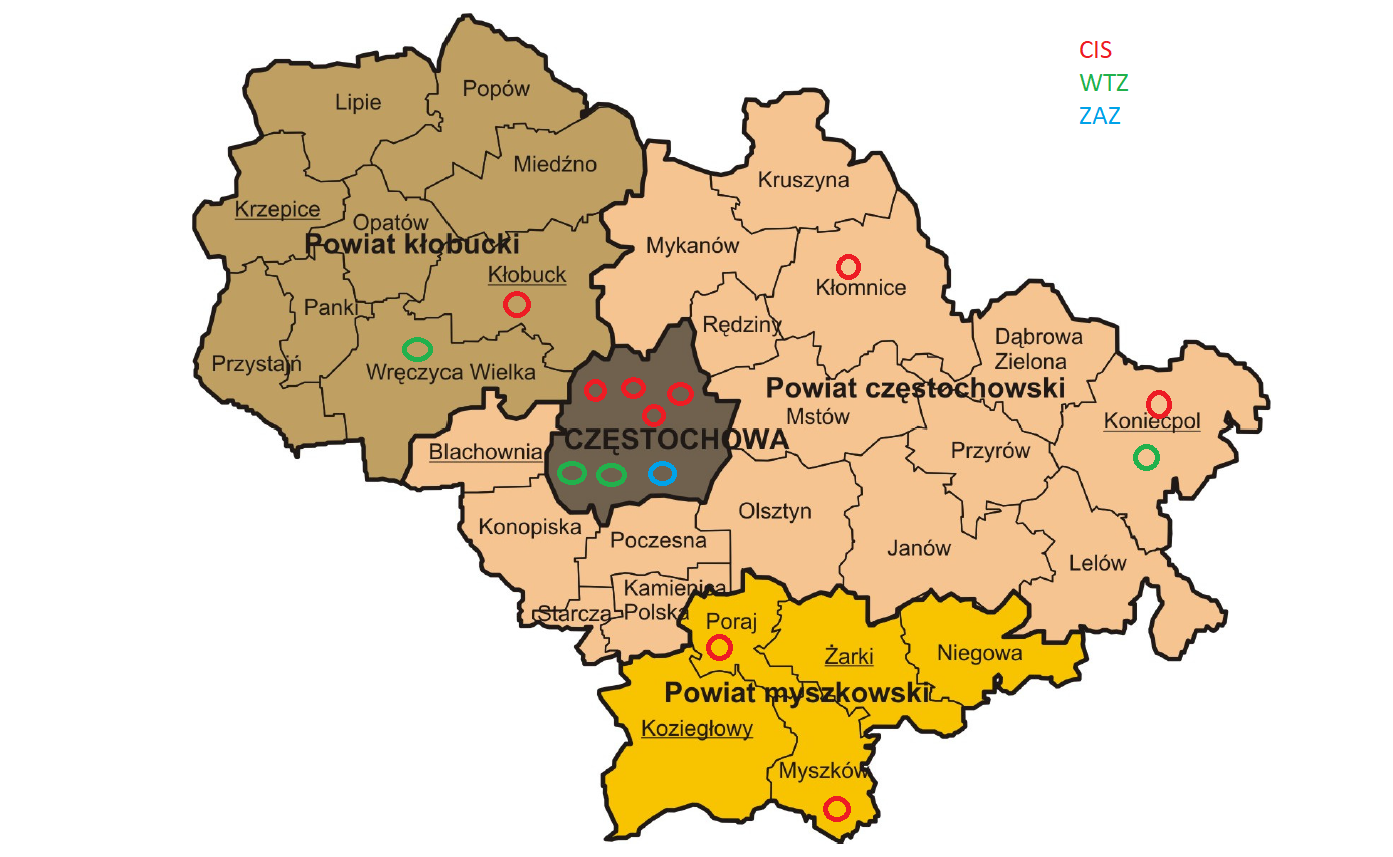 CIS
WTZ
ZAZ
Lipie
Popów
Miedźno
Krzepice
Opatów
Powiat kłobucki
Kłobuck
Panki
Przystajń
Wręczyca Wielka
Kruszyna
Mykanów
Kłomnice
Rędziny
Dąbrowa
Zielona
Powiat częstochowski
Mstów
Koniecpol
CZĘSTOCHOWA
Blachownia
Przyrów
Olsztyn
Konopiska
Poczesna
Janów
Lelów
Kamienica
Polska
Starcza
Poraj
Żarki
Niegowa
Powiat myszkowski
Koziegłowy
Myszków